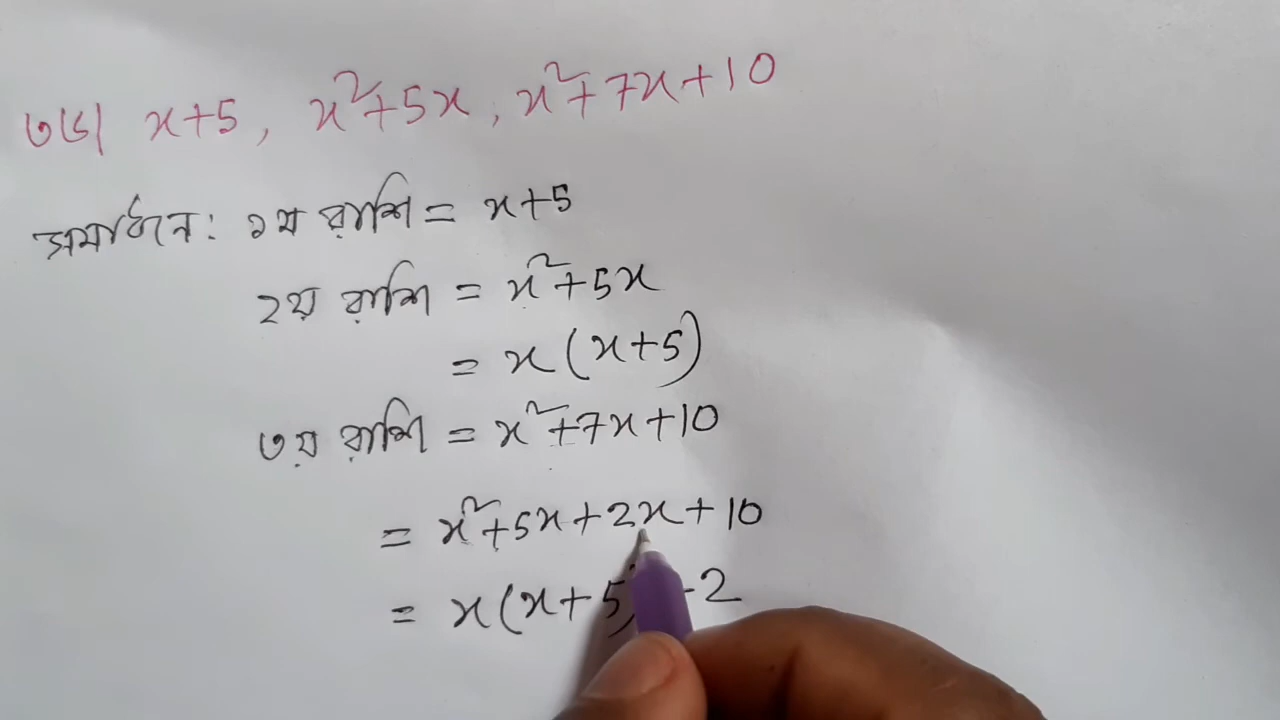 ৩৬। x+5, x²+5x, x²+7x+10
সমাধান: ১ম রাশি = x+5
২য় রাশি = x²+5x
= x(x+5)
৩য় রাশি = x²+7x+10
= x²+5x+2x+10
= x(x+5) +2